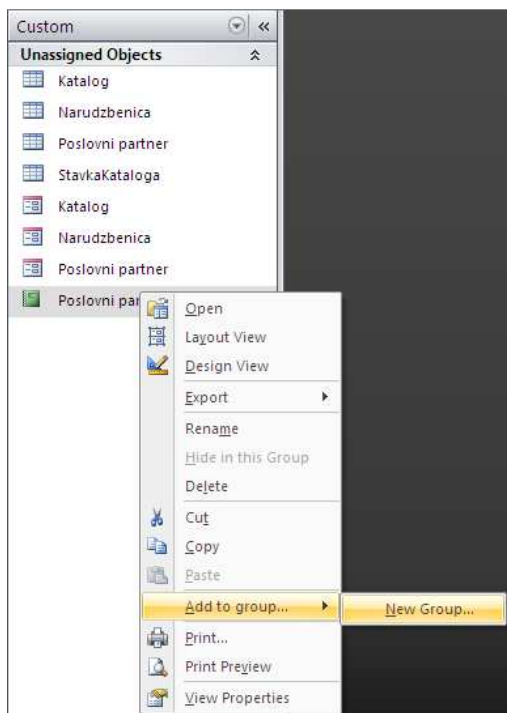 Custom
Unassigned Objects
Katalog
Narudzbenica
Poslovni partner
StavkaKataloga
Katalog
Narudzbenica
Poslovni partner
Poslovni par
Open
Layout View
Design View
Export
Rename
Hide in this Group
Delete
Cut
Copy
Paste
Add to group...
New Group...
Print...
Print Preview
View Properties